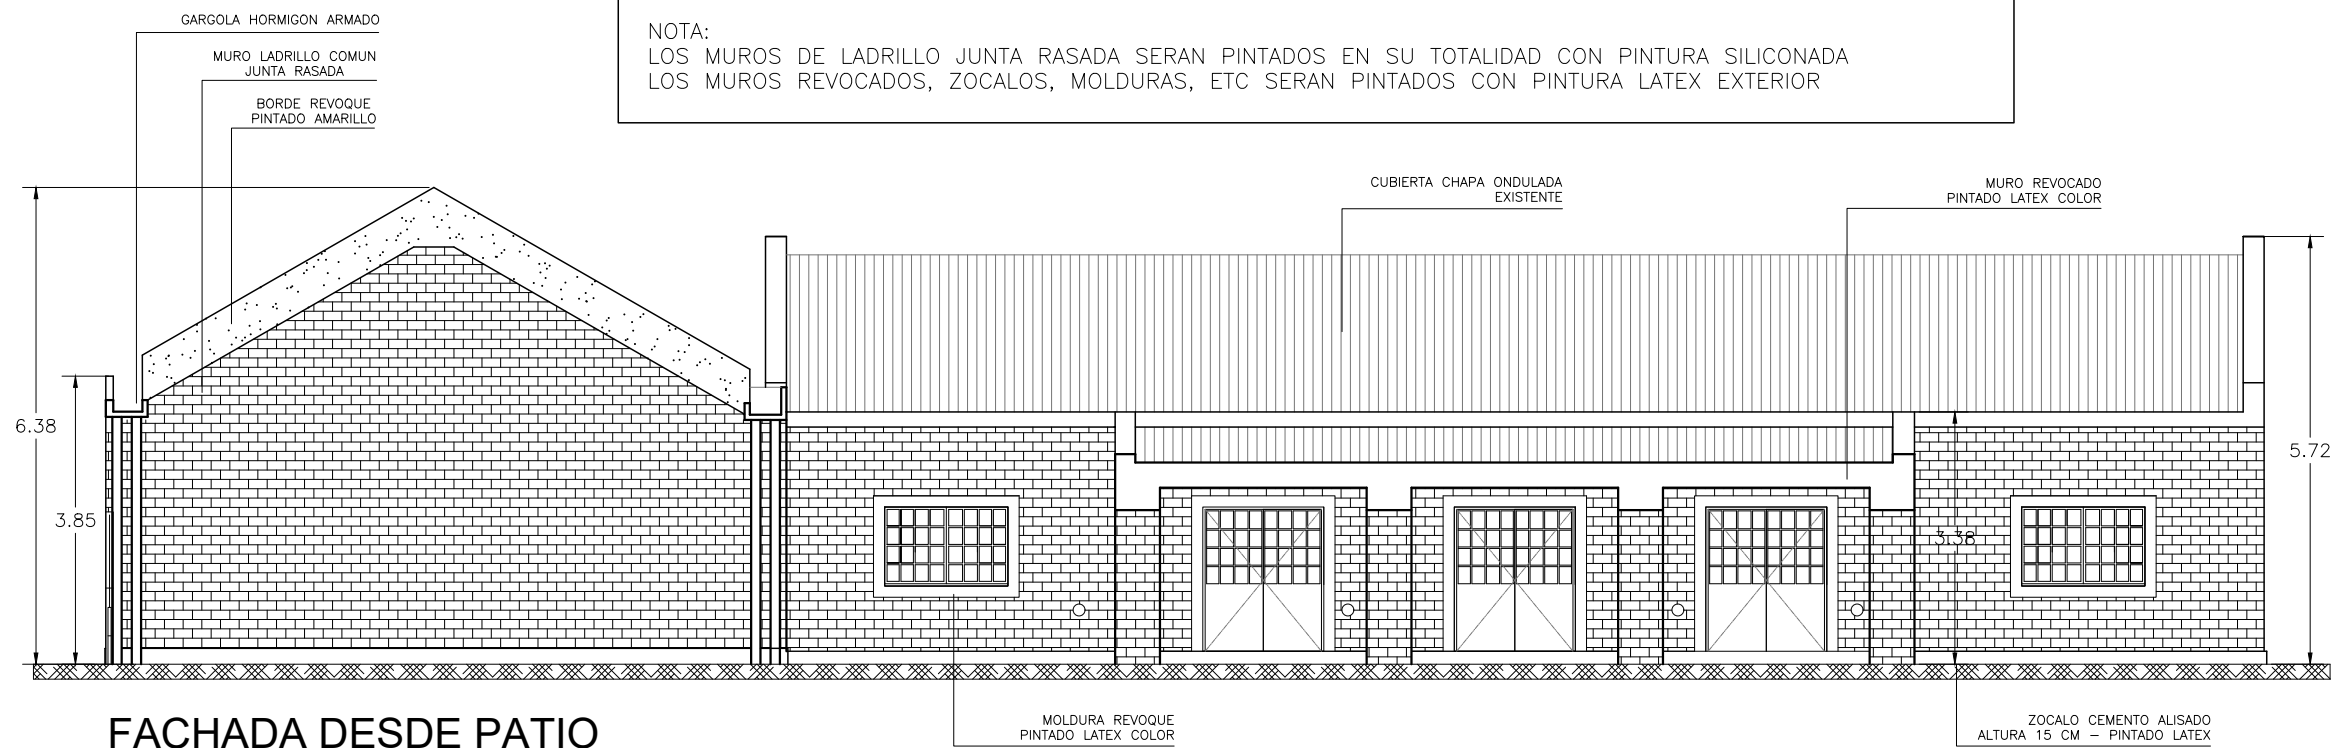 GARGOLA HORMIGON ARMADO
MURO LADRILLO COMUN
JUNTA RASADA
BORDE REVOQUE
PINTADO AMARILLO
NOTA:
LOS MUROS DE LADRILLO JUNTA RASADA SERAN PINTADOS EN SU TOTALIDAD CON PINTURA SILICONADA
LOS MUROS REVOCADOS, ZOCALOS, MOLDURAS, ETC SERAN PINTADOS CON PINTURA LATEX EXTERIOR
CUBIERTA CHAPA ONDULADA
EXISTENTE
MURO REVOCADO
PINTADO LATEX COLOR
6.38
3.85
5.72
3.38
MOLDURA REVOQUE
PINTADO LATEX COLOR
ZOCALO CEMENTO ALISADO
ALTURA 15 CM – PINTADO LATEX
FACHADA DESDE PATIO